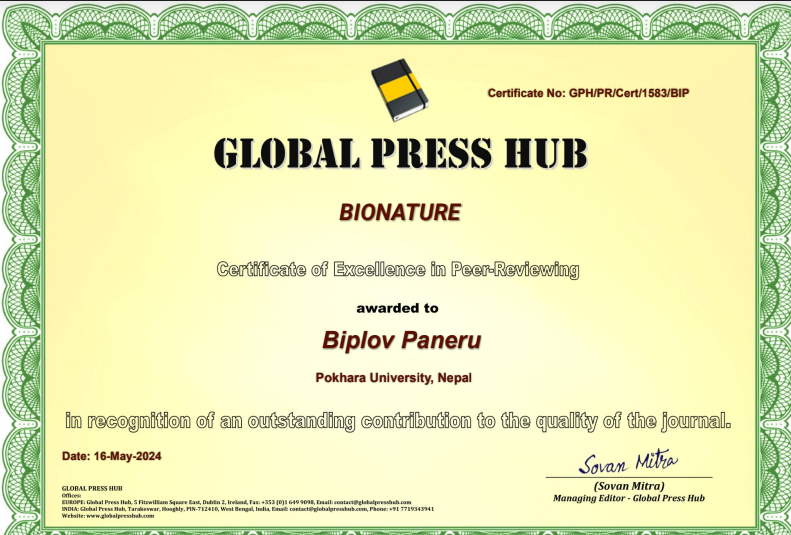 Certificate No: GPH/PR/Cert/1583/BIP
GLOBAL PRESS HUB
BIONATURE
Certificate of Excellence in Peer-Reviewing
awarded to
Biplov Paneru
Pokhara University, Nepal
in recognition of an outstanding contribution to the quality of the journal.
Date: 16-May-2024
Sovan Mitra
(Sovan Mitra)
Managing Editor - Global Press Hub
GLOBAL PRESS HUB
Offices:
EUROPE: Global Press Hub, 5 Fitzwilliam Square East, Dublin 2, Ireland, Fax: +353 (0)1 649 9098, Email: contact@globalpresshub.com
INDIA: Global Press Hub, Tarakeswar, Hooghly, PIN-712410, West Bengal, India, Email: contact@globalpresshub.com, Phone: +91 7719343941
Website: www.globalpresshub.com